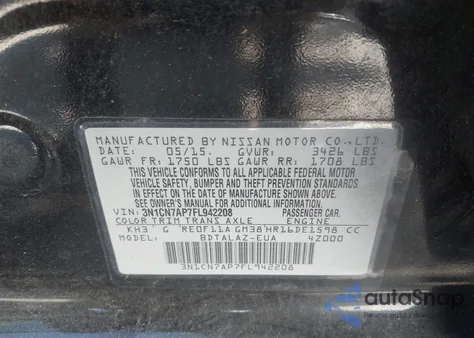 MANUFACTURED BY NISSAN MOTOR CO.,LTD.
DATE: 05/15. GVWR: 3426 LBS
GAWR FR: 1750 LBS GAWR RR: 1708 LBS
THIS VEHICLE CONFORMS TO ALL APPLICABLE FEDERAL MOTOR
VEHICLE SAFETY, BUMPER AND THEFT PREVENTION STANDARDS
IN EFFECT ON THE DATE OF MANUFACTURE SHOWN ABOVE.
SEE OWNER'S MANUAL FOR ADDITIONAL INFORMATION.
VIN: 3N1CN7AP7FL942208 PASSENGER CAR.
COLOR TRIM TRANS AXLE ENGINE
KH3 G RE0F11A GM38 HR16DE1598 CC
MODEL: BDTALAZ-EUA 4Z000
3N1CN7AP7FL942208
autoSnap